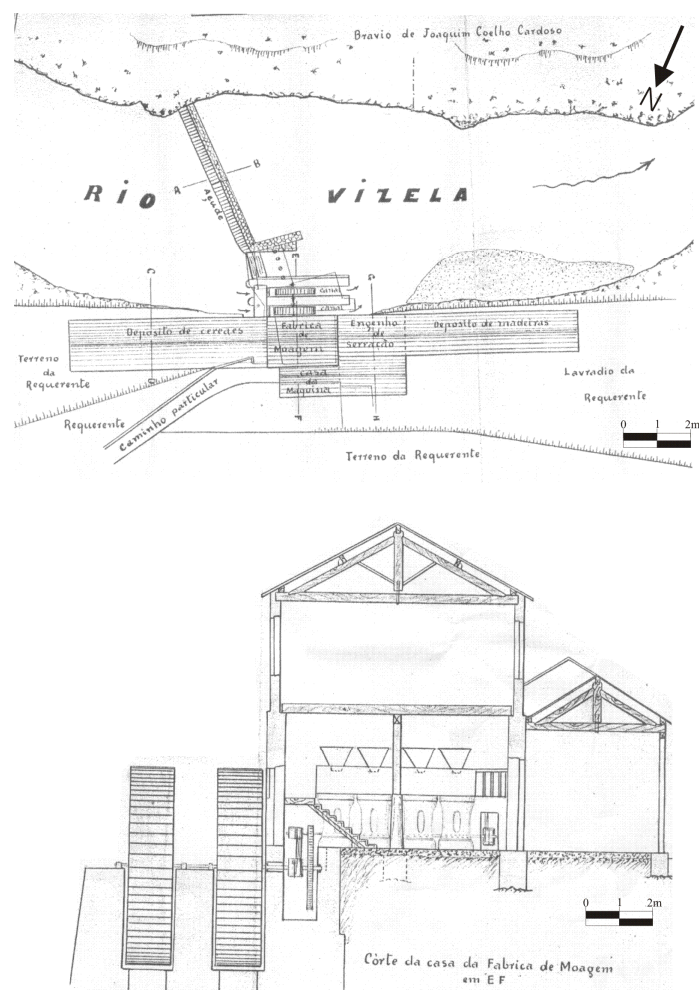 Bravio de Joaquim Coelho Cardoso
N
RIO VIZELA
A
B
Açude
C
E
G
canal
canal
Deposito de cereaes
Fabrica
de
Moagem
Engenho
de
Serração
Deposito de madeiras
Terreno
da
Requerente
D
Casa
da
Maquina
Lavradio da
Requerente
Requerente
Caminho particular
F
H
0 1 2m
Terreno da Requerente
0 1 2m
Côrte da casa da Fabrica de Moagem
em E F